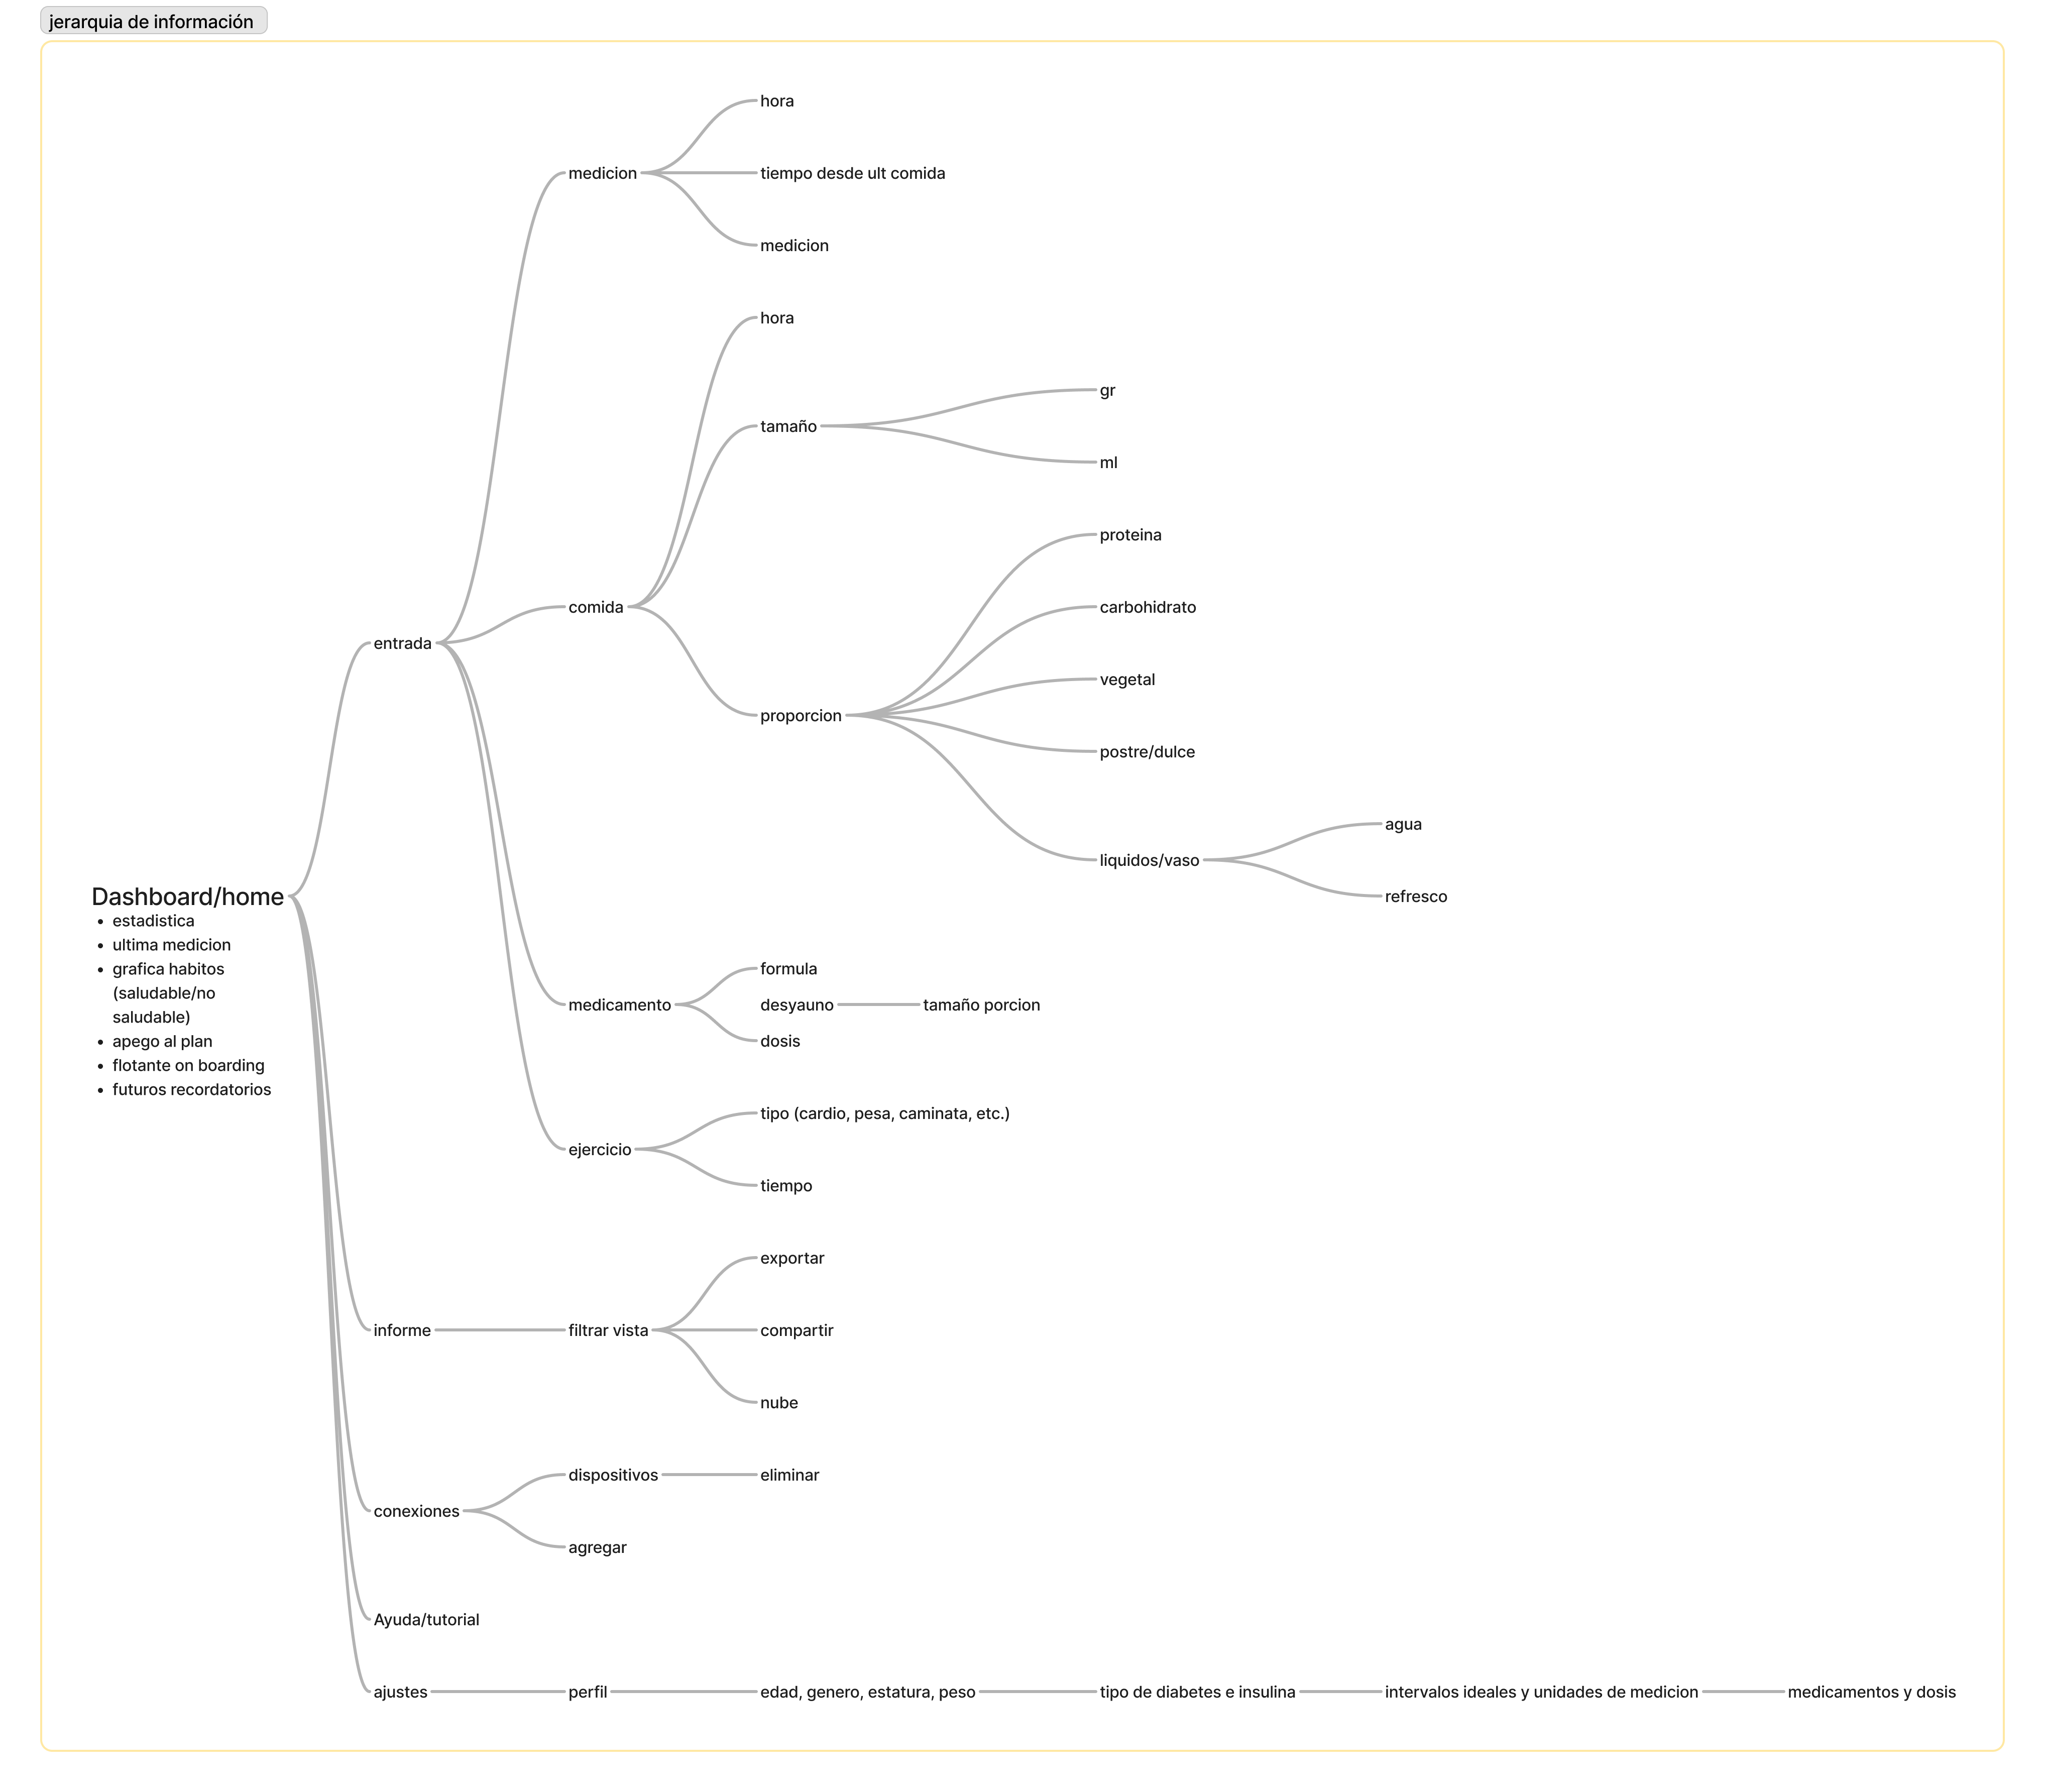 jerarquia de información
hora
medicion
tiempo desde ult comida
medicion
hora
gr
tamaño
ml
proteina
comida
carbohidrato
entrada
vegetal
proporcion
postre/dulce
agua
liquidos/vaso
refresco
Dashboard/home
estadistica
ultima medicion
grafica habitos
(saludable/no
saludable)
apego al plan
flotante on boarding
futuros recordatorios
formula
medicamento
desyauno
tamaño porcion
dosis
tipo (cardio, pesa, caminata, etc.)
ejercicio
tiempo
exportar
informe
filtrar vista
compartir
nube
dispositivos
eliminar
conexiones
agregar
Ayuda/tutorial
ajustes
perfil
edad, genero, estatura, peso
tipo de diabetes e insulina
intervalos ideales y unidades de medicion
medicamentos y dosis